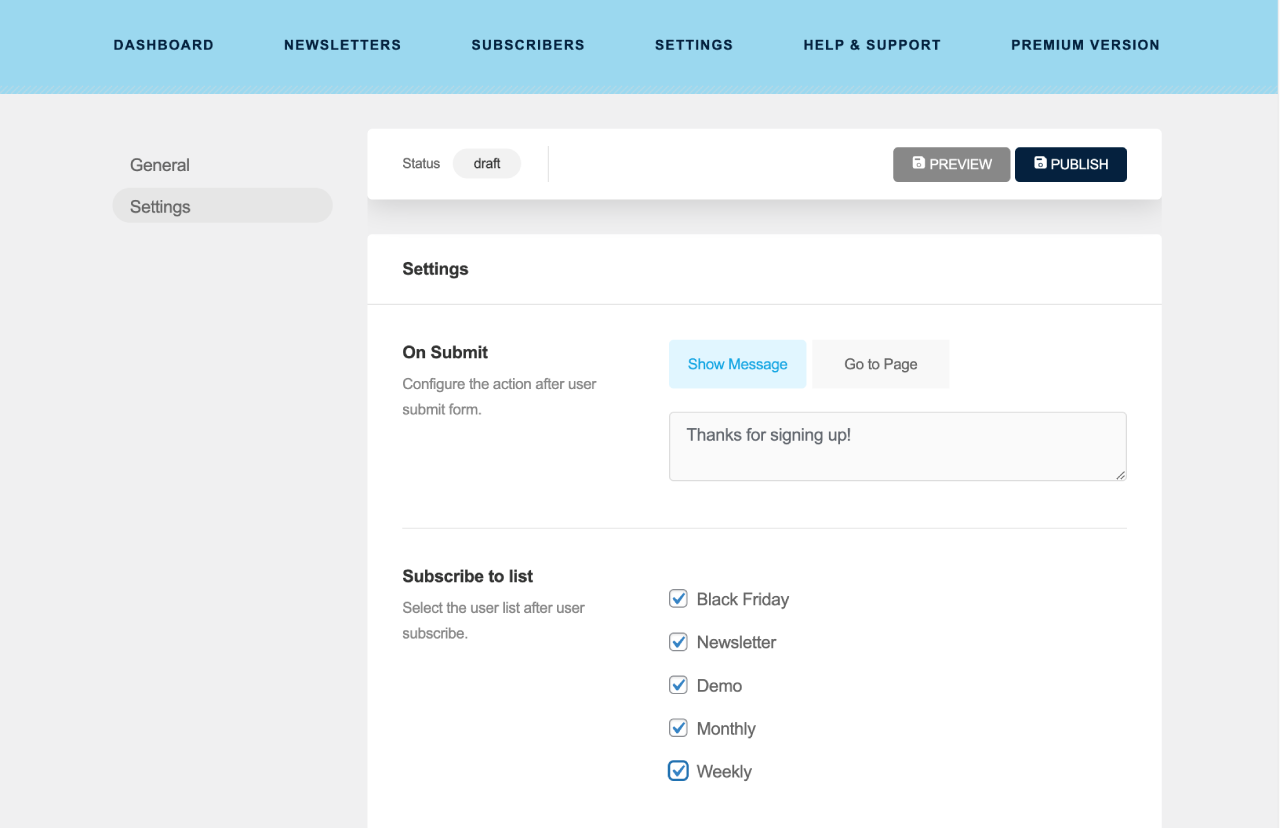 DASHBOARD NEWSLETTERS SUBSCRIBERS SETTINGS HELP & SUPPORT PREMIUM VERSION
General
Settings
Status draft PREVIEW PUBLISH
Settings
On Submit
Configure the action after user
submit form.
Show Message Go to Page
Thanks for signing up!
Subscribe to list
Select the user list after user
subscribe.
Black Friday
Newsletter
Demo
Monthly
Weekly